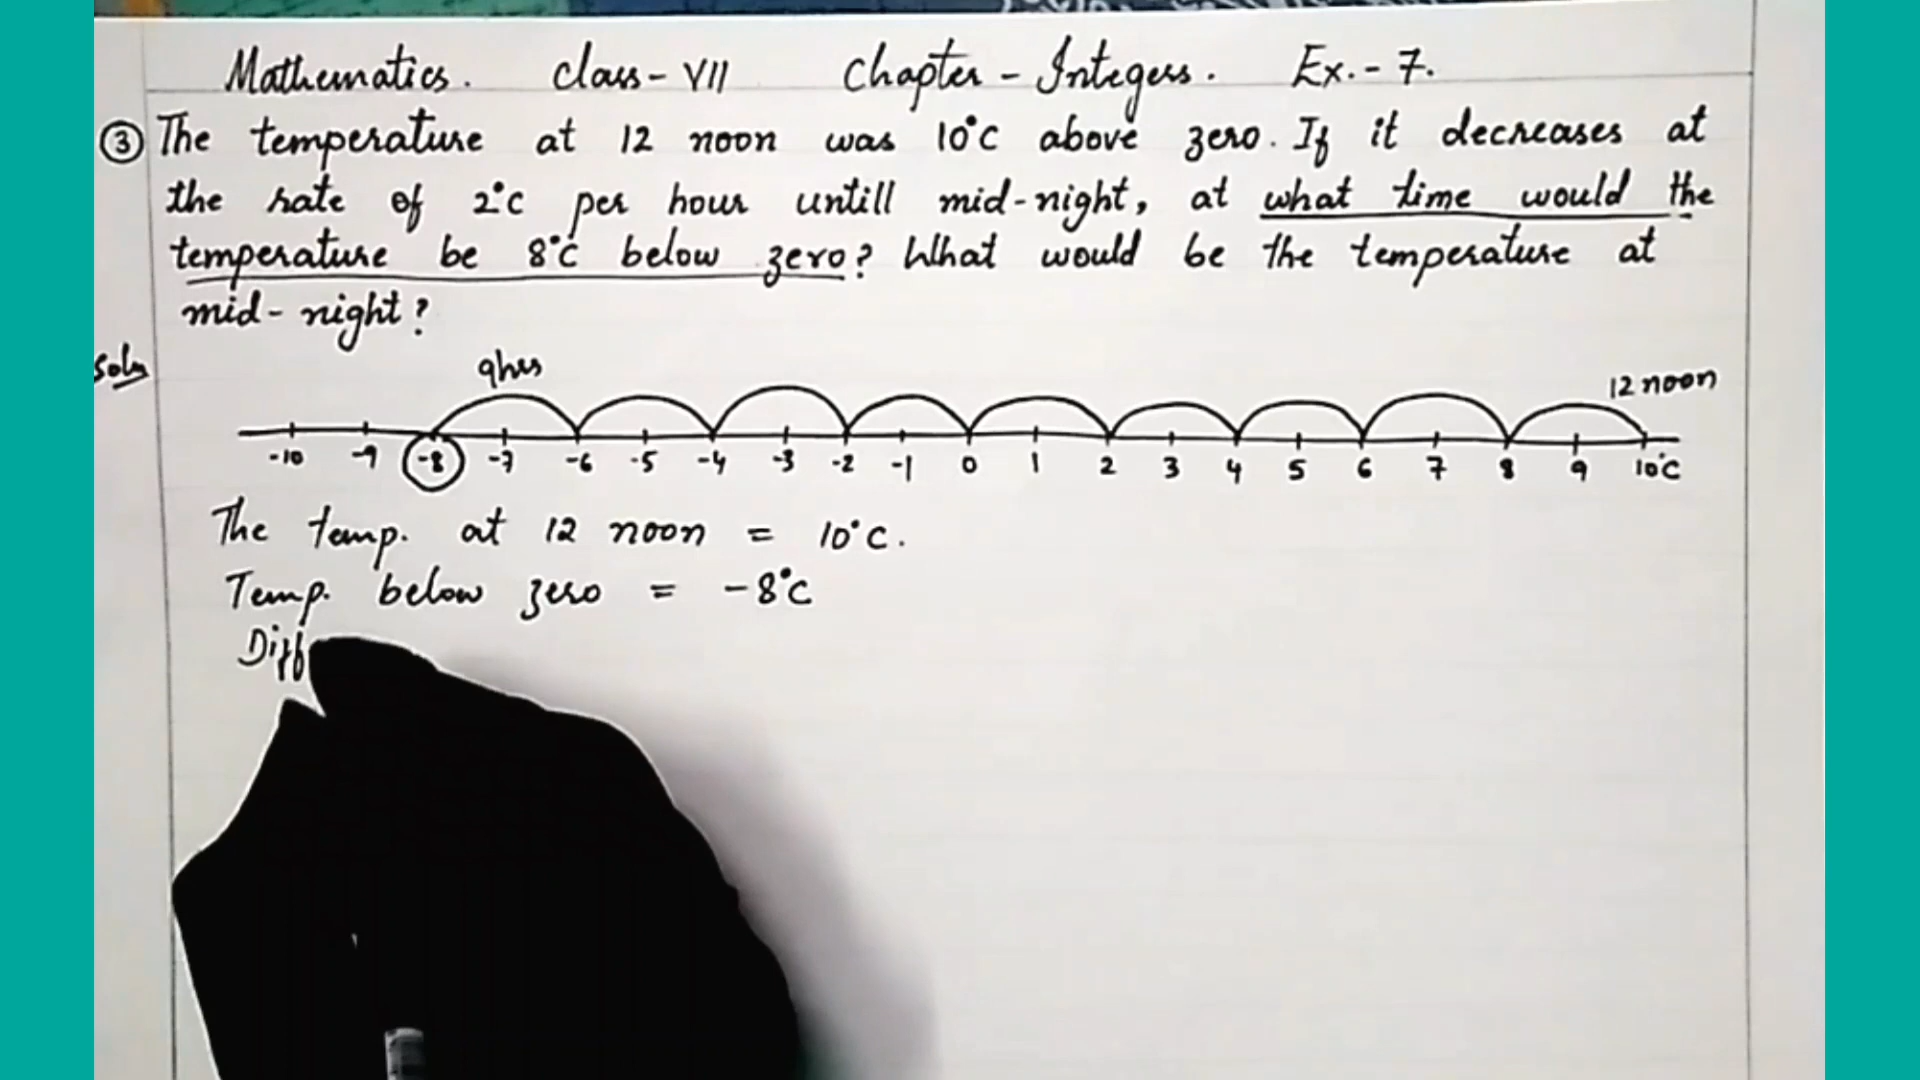 Mathematics. Class - VII Chapter - Integers. Ex. - 7.
③ The temperature at 12 noon was 10°C above zero. If it decreases at
the rate of 2°C per hour untill mid-night, at what time would the
temperature be 8°C below zero? What would be the temperature at
mid-night?
Soln
9hrs 12 noon
-10 -9 -8 -7 -6 -5 -4 -3 -2 -1 0 1 2 3 4 5 6 7 8 9 10°C
The temp. at 12 noon = 10°C.
Temp. below zero = -8°C
Diff